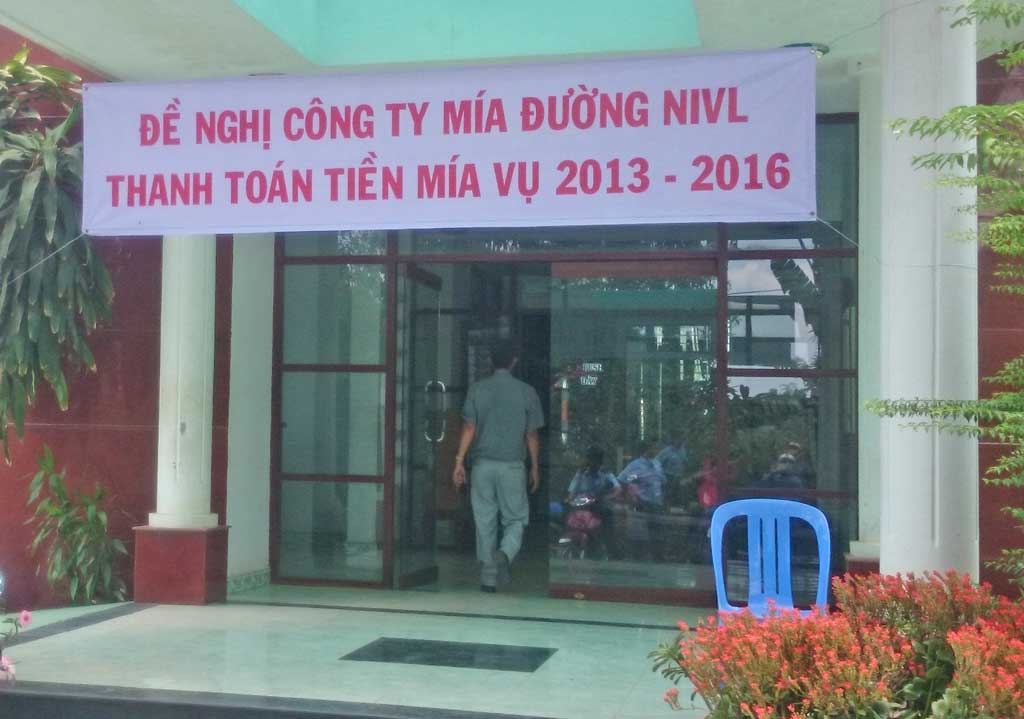 ĐỀ NGHỊ CÔNG TY MÍA ĐƯỜNG NIVL
THANH TOÁN TIỀN MÍA VỤ 2013 - 2016